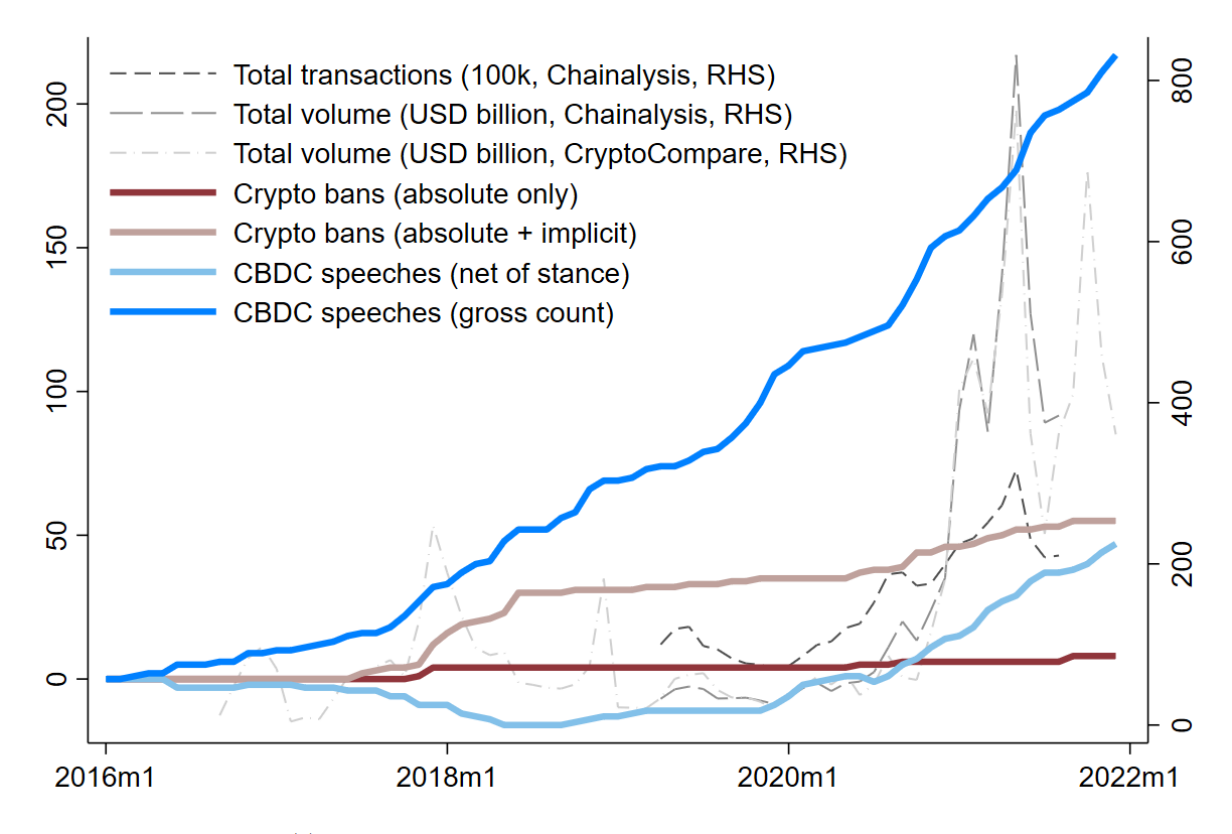 Total transactions (100k, Chainalysis, RHS)
Total volume (USD billion, Chainalysis, RHS)
Total volume (USD billion, CryptoCompare, RHS)
Crypto bans (absolute only)
Crypto bans (absolute + implicit)
CBDC speeches (net of stance)
CBDC speeches (gross count)
200
150
100
50
0
800
600
400
200
0
2016m1 2018m1 2020m1 2022m1